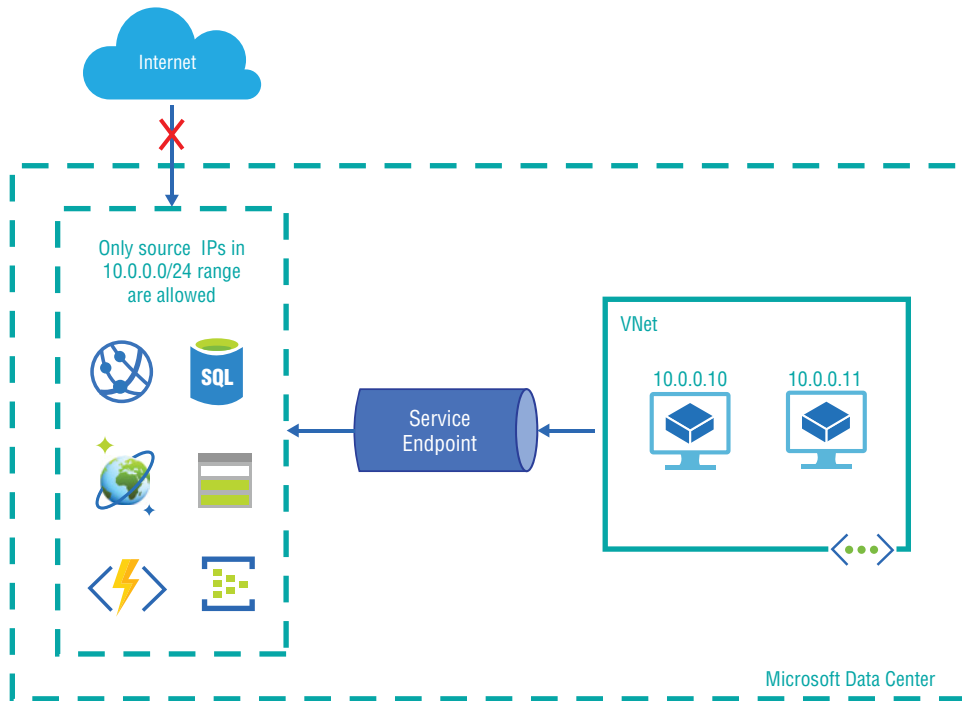 Internet
Only source IPs in
10.0.0.0/24 range
are allowed
SQL
Service
Endpoint
VNet
10.0.0.10
10.0.0.11
Microsoft Data Center